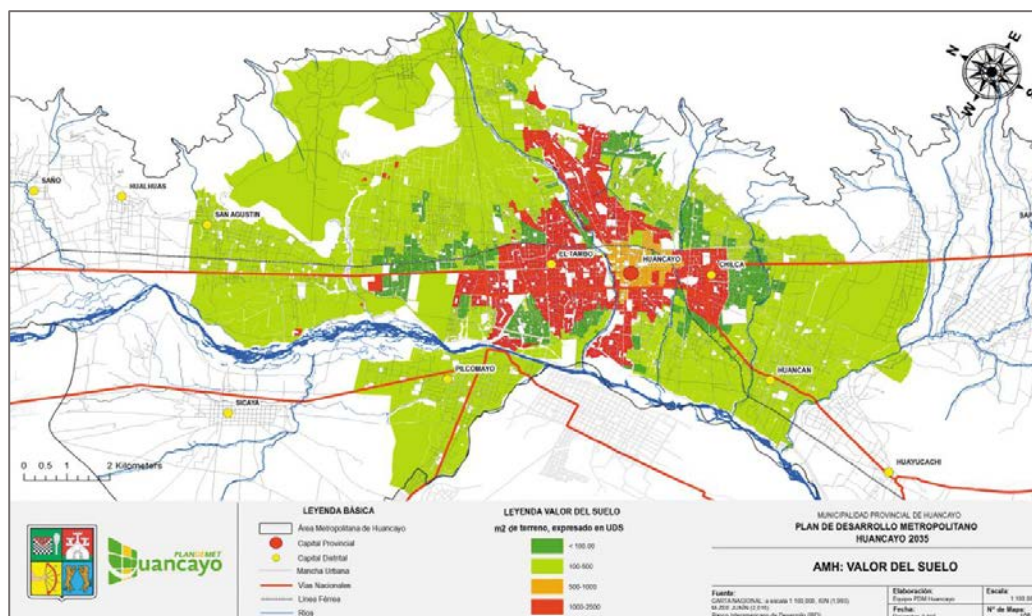 N
E
W
SAÑO
HUALHUAS
SAN AGUSTIN
EL TAMBO
HUANCAYO
CHILCA
PILCOMAYO
HUANCAN
SICAYA
HUAYUCACHI
0 0.5 1 2 Kilometers
PLANDEMET
Huancayo
LEYENDA BÁSICA
Área Metropolitana de Huancayo
Capital Provincial
Capital Distrital
Mancha Urbana
Vías Nacionales
Línea Férrea
Ríos
LEYENDA VALOR DEL SUELO
m2 de terreno, expresado en UDS
< 100.00
100-500
500-1000
1000-2500
MUNICIPALIDAD PROVINCIAL DE HUANCAYO
PLAN DE DESARROLLO METROPOLITANO
HUANCAYO 2035
AMH: VALOR DEL SUELO
Fuente:
Elaboración:
Equipo PDM Huancayo
Escala:
Fecha:
N° de Mapa: